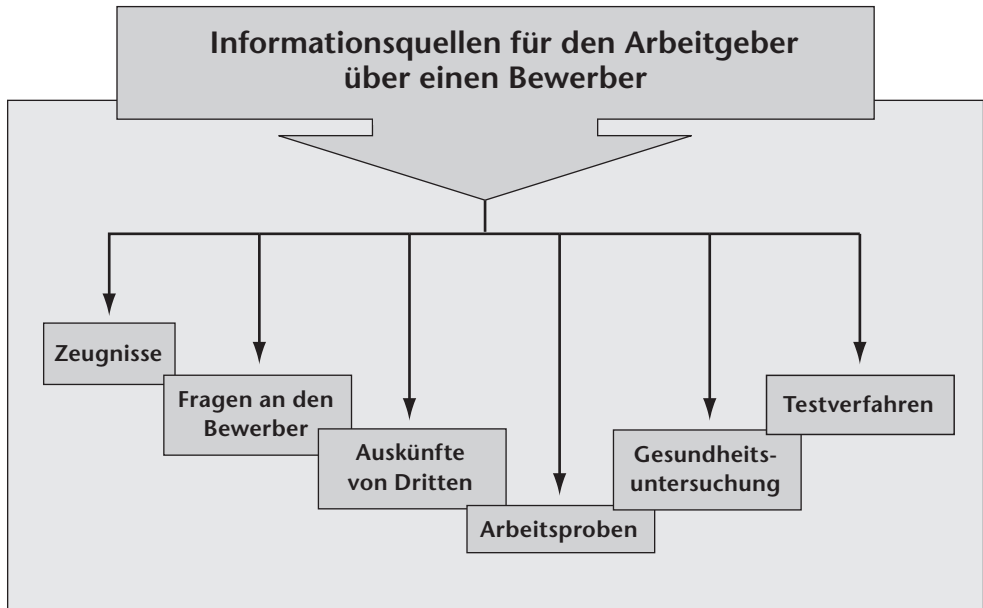 Informationsquellen für den Arbeitgeber
über einen Bewerber
Zeugnisse
Fragen an den
Bewerber
Auskünfte
von Dritten
Arbeitsproben
Gesundheits-
untersuchung
Testverfahren